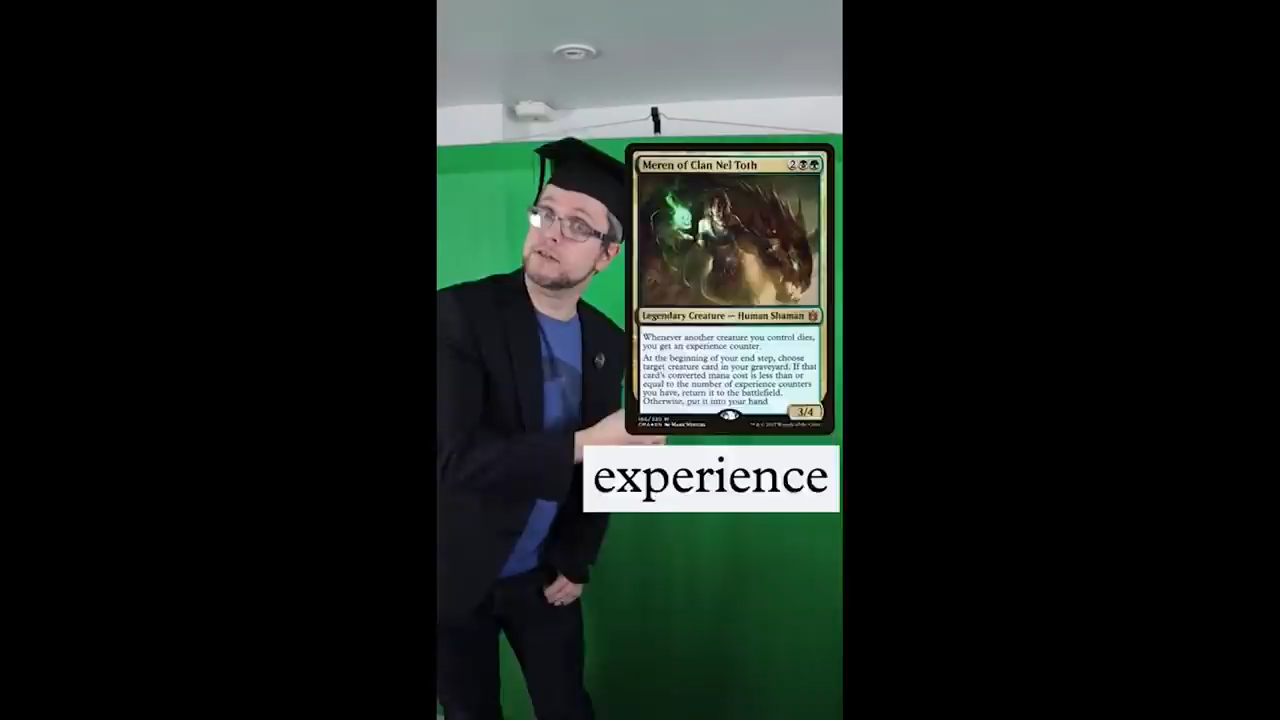 Meren of Clan Nel Toth 2
Legendary Creature — Human Shaman
Whenever another creature you control dies,
you get an experience counter.
At the beginning of your end step, choose
target creature card in your graveyard. If that
card's converted mana cost is less than or
equal to the number of experience counters
you have, return it to the battlefield.
Otherwise, put it into your hand
3/4
experience